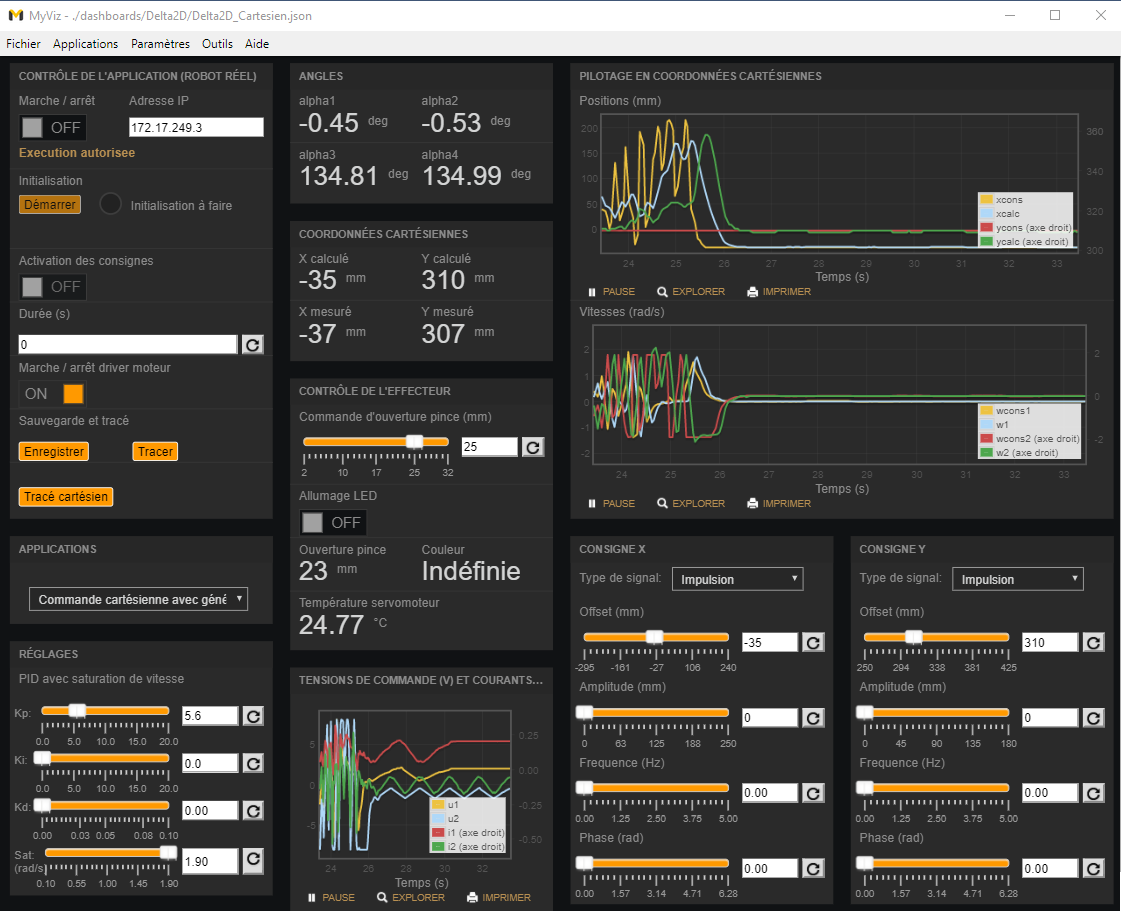 MyViz - ./dashboards/Delta2D/Delta2D_Cartesien.json
Fichier Applications Paramètres Outils Aide
CONTRÔLE DE L'APPLICATION (ROBOT RÉEL)
Marche / arrêt Adresse IP
OFF 172.17.249.3
Execution autorisee
Initialisation
Démarrer Initialisation à faire
Activation des consignes
OFF
Durée (s)
0
Marche / arrêt driver moteur
ON
Sauvegarde et tracé
Enregistrer Tracer
Tracé cartésien
APPLICATIONS
Commande cartésienne avec géné
RÉGLAGES
PID avec saturation de vitesse
Kp: 5.6
0.0 5.0 10.0 15.0 20.0
Ki: 0.0
0.0 5.0 10.0 15.0 20.0
Kd: 0.00
0.00 0.03 0.05 0.08 0.10
Sat: (rad/s) 1.90
0.10 0.55 1.00 1.45 1.90
ANGLES
alpha1 alpha2
-0.45 deg -0.53 deg
alpha3 alpha4
134.81 deg 134.99 deg
COORDONNÉES CARTÉSIENNES
X calculé Y calculé
-35 mm 310 mm
X mesuré Y mesuré
-37 mm 307 mm
CONTRÔLE DE L'EFFECTEUR
Commande d'ouverture pince (mm)
25
2 10 17 25 32
Allumage LED
OFF
Ouverture pince Couleur
23 mm Indéfinie
Température servomoteur
24.77 °C
TENSIONS DE COMMANDE (V) ET COURANTS...
5 0 -5
0.25 0.00 -0.25 -0.50
u1
u2
i1 (axe droit)
i2 (axe droit)
24 26 28 30 32
Temps (s)
PAUSE EXPLORER IMPRIMER
PILOTAGE EN COORDONNÉES CARTÉSIENNES
Positions (mm)
200 150 100 50 0
360 340 320 300
xcons
xcalc
ycons (axe droit)
ycalc (axe droit)
24 25 26 27 28 29 30 31 32 33
Temps (s)
PAUSE EXPLORER IMPRIMER
Vitesses (rad/s)
2 1 0 -1 -2
2 0 -2
wcons1
w1
wcons2 (axe droit)
w2 (axe droit)
24 25 26 27 28 29 30 31 32 33
Temps (s)
PAUSE EXPLORER IMPRIMER
CONSIGNE X
Type de signal: Impulsion
Offset (mm)
-35
-295 -161 -27 106 240
Amplitude (mm)
0
0 63 125 188 250
Frequence (Hz)
0.00
0.00 1.25 2.50 3.75 5.00
Phase (rad)
0.00
0.00 1.57 3.14 4.71 6.28
CONSIGNE Y
Type de signal: Impulsion
Offset (mm)
310
250 294 338 381 425
Amplitude (mm)
0
0 45 90 135 180
Frequence (Hz)
0.00
0.00 1.25 2.50 3.75 5.00
Phase (rad)
0.00
0.00 1.57 3.14 4.71 6.28